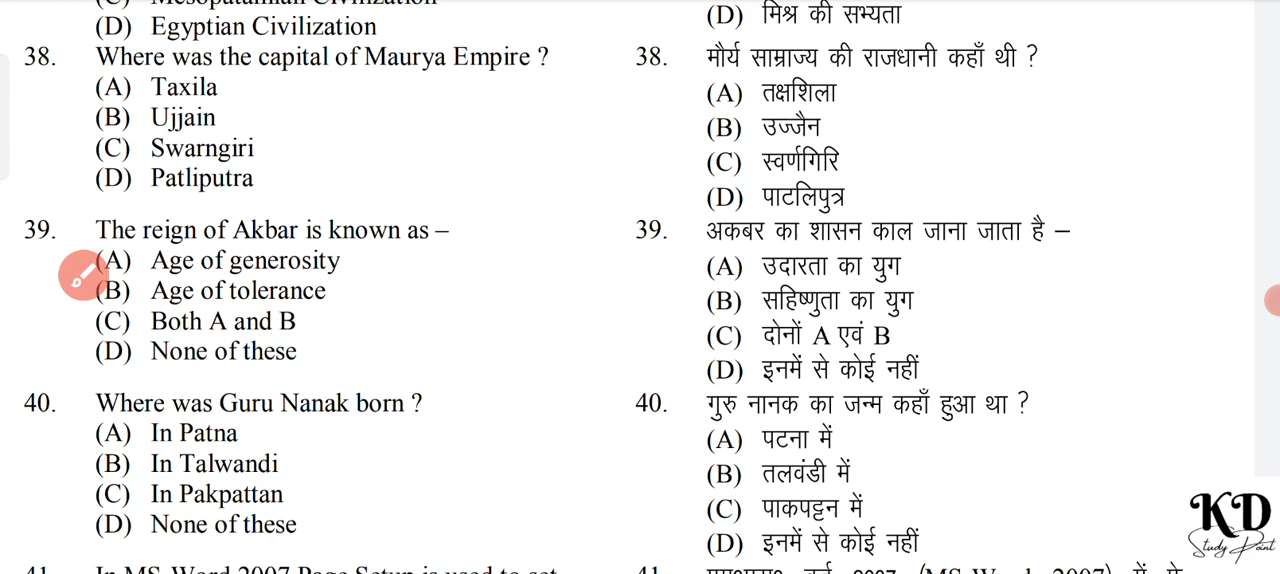 (D) Egyptian Civilization
38. Where was the capital of Maurya Empire ?
(A) Taxila
(B) Ujjain
(C) Swarngiri
(D) Patliputra
39. The reign of Akbar is known as –
(A) Age of generosity
(B) Age of tolerance
(C) Both A and B
(D) None of these
40. Where was Guru Nanak born ?
(A) In Patna
(B) In Talwandi
(C) In Pakpattan
(D) None of these
(D) मिश्र की सभ्यता
38. मौर्य साम्राज्य की राजधानी कहाँ थी ?
(A) तक्षशिला
(B) उज्जैन
(C) स्वर्णगिरि
(D) पाटलिपुत्र
39. अकबर का शासन काल जाना जाता है –
(A) उदारता का युग
(B) सहिष्णुता का युग
(C) दोनों A एवं B
(D) इनमें से कोई नहीं
40. गुरु नानक का जन्म कहाँ हुआ था ?
(A) पटना में
(B) तलवंडी में
(C) पाकपट्टन में
(D) इनमें से कोई नहीं
KD
Study Point